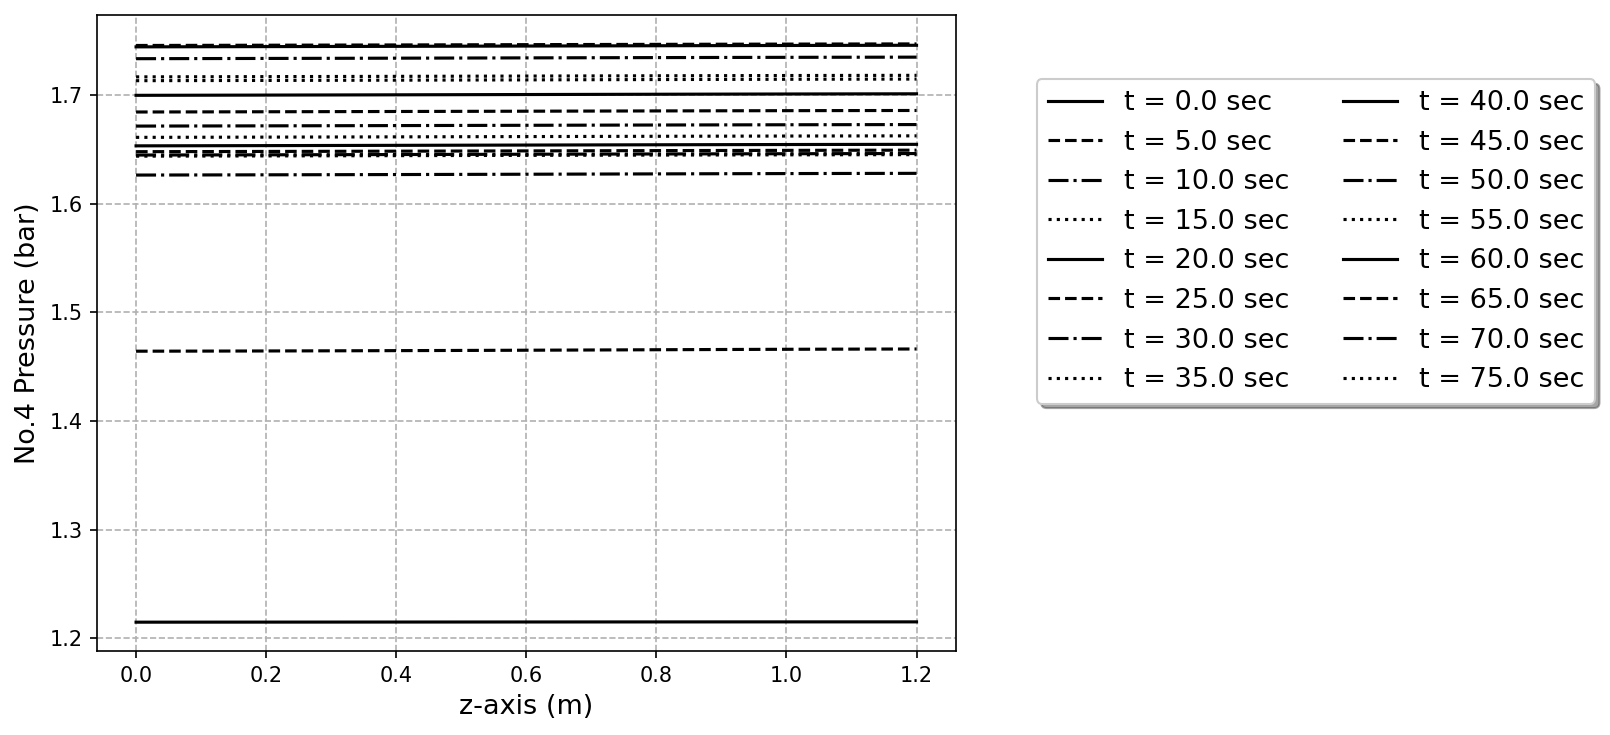 No.4 Pressure (bar)
1.7
1.6
1.5
1.4
1.3
1.2
0.0 0.2 0.4 0.6 0.8 1.0 1.2
z-axis (m)
t = 0.0 sec
t = 5.0 sec
t = 10.0 sec
t = 15.0 sec
t = 20.0 sec
t = 25.0 sec
t = 30.0 sec
t = 35.0 sec
t = 40.0 sec
t = 45.0 sec
t = 50.0 sec
t = 55.0 sec
t = 60.0 sec
t = 65.0 sec
t = 70.0 sec
t = 75.0 sec